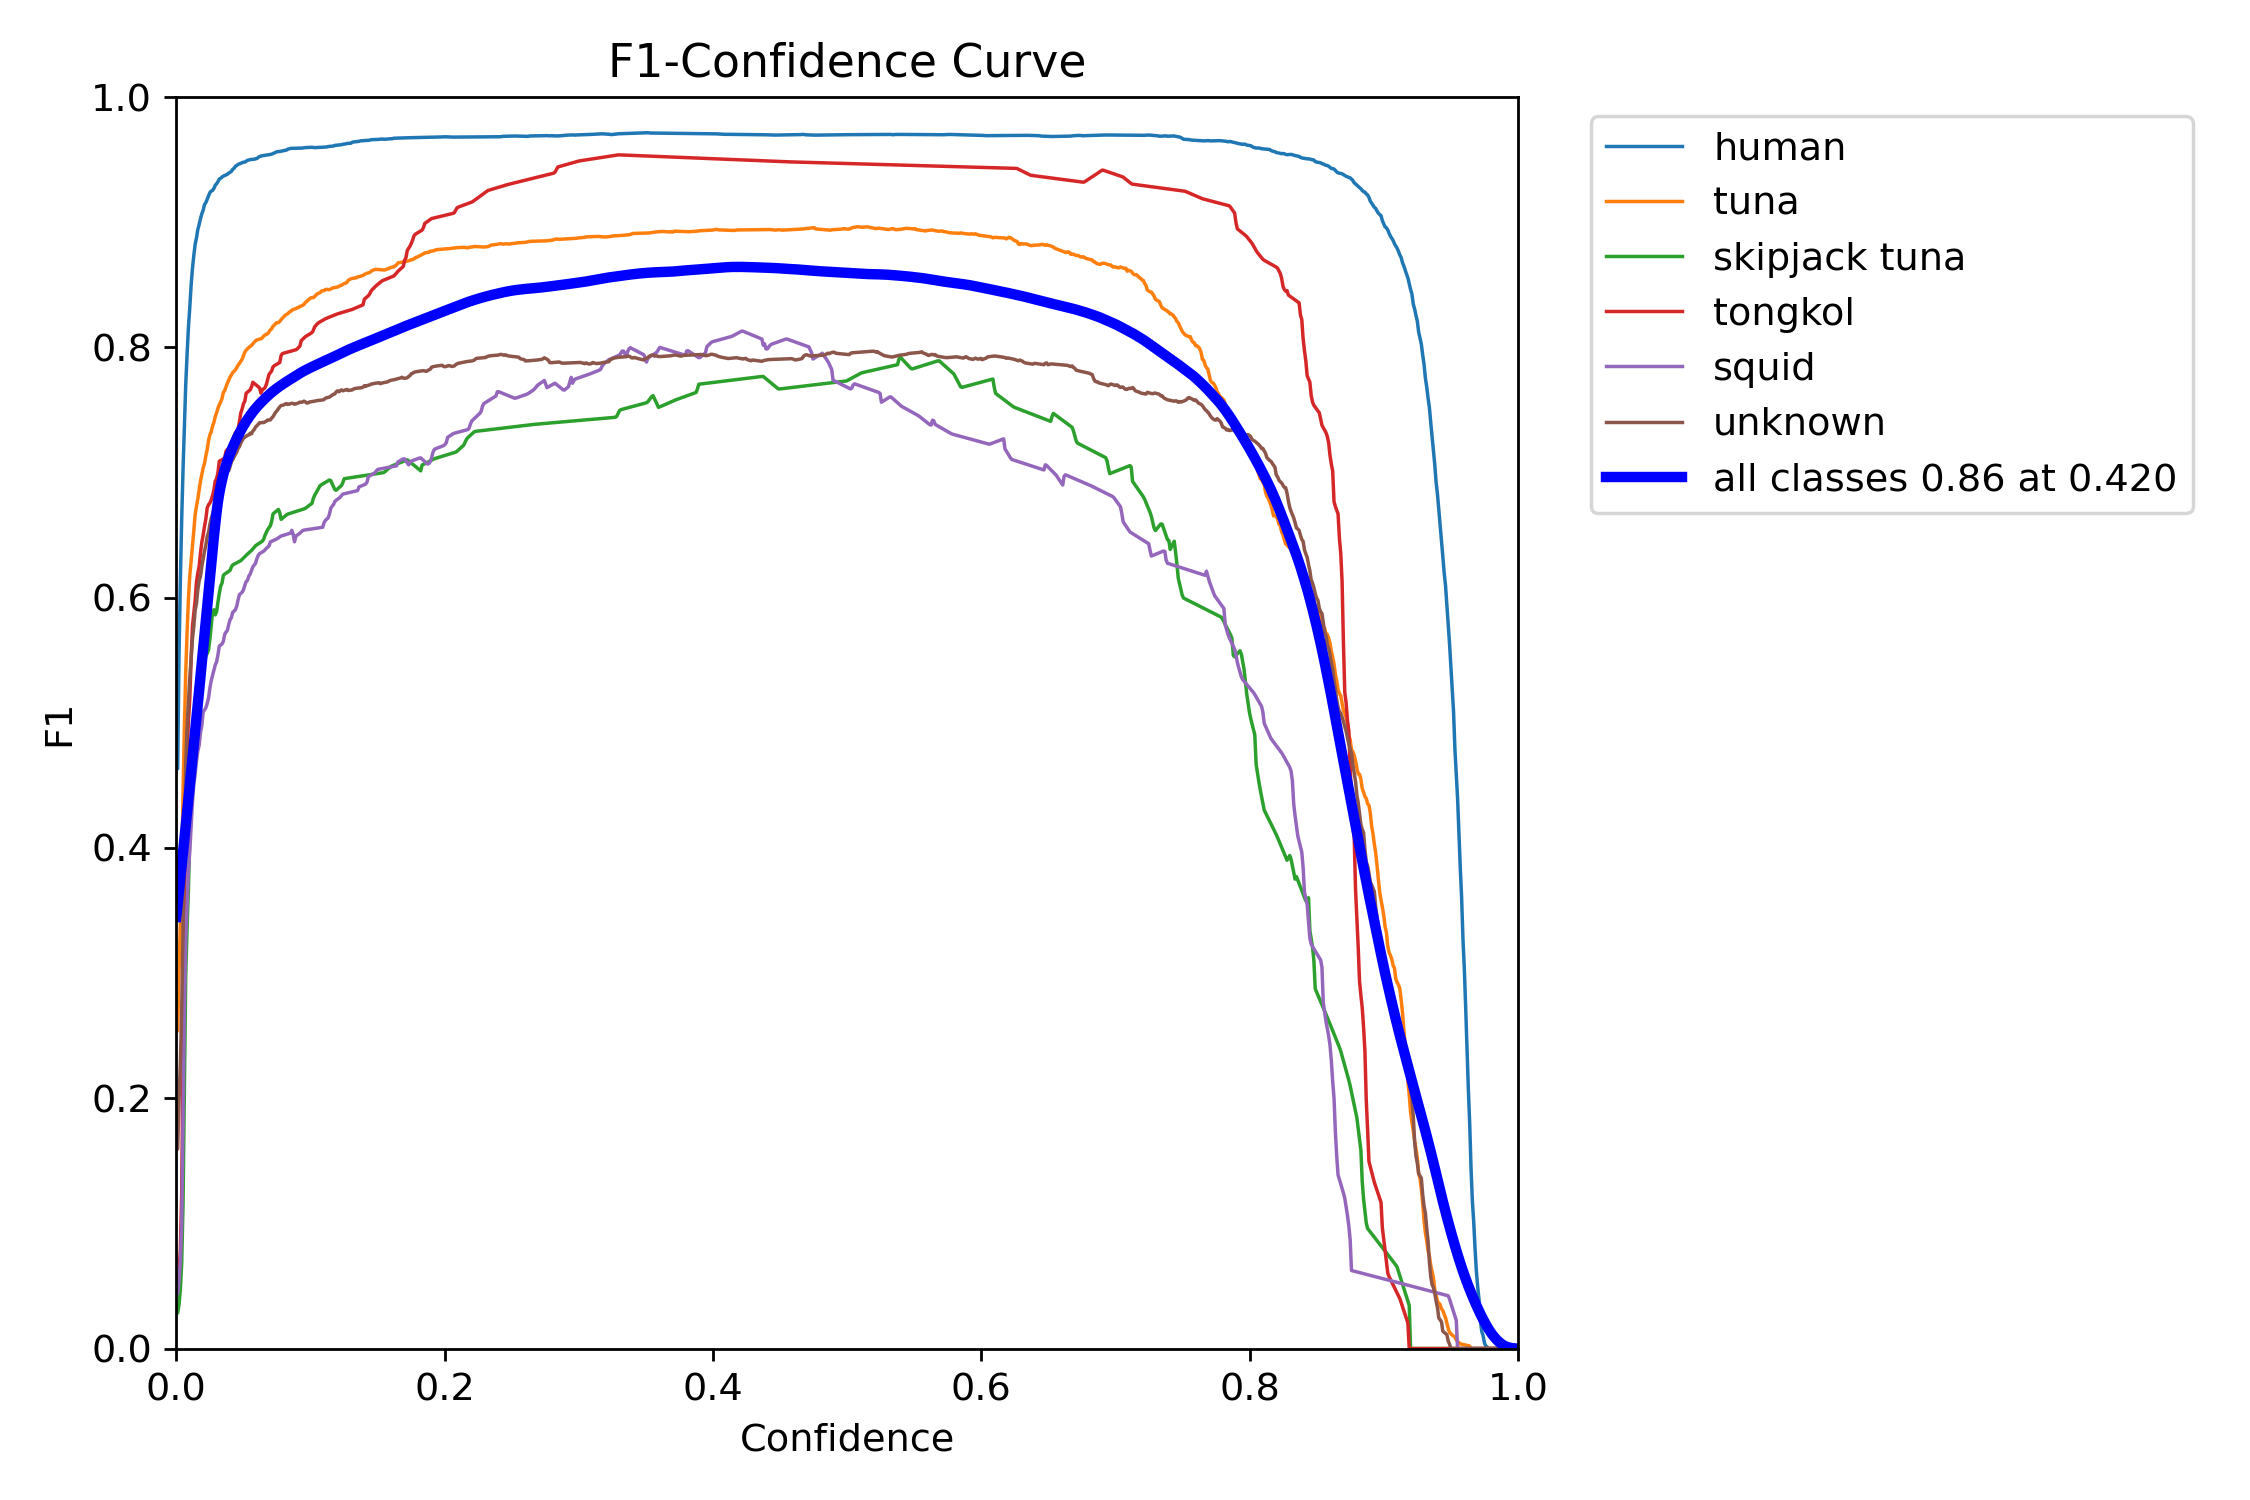 F1-Confidence Curve
1.0
0.8
0.6
0.4
0.2
0.0
F1
0.0 0.2 0.4 0.6 0.8 1.0
Confidence
human
tuna
skipjack tuna
tongkol
squid
unknown
all classes 0.86 at 0.420